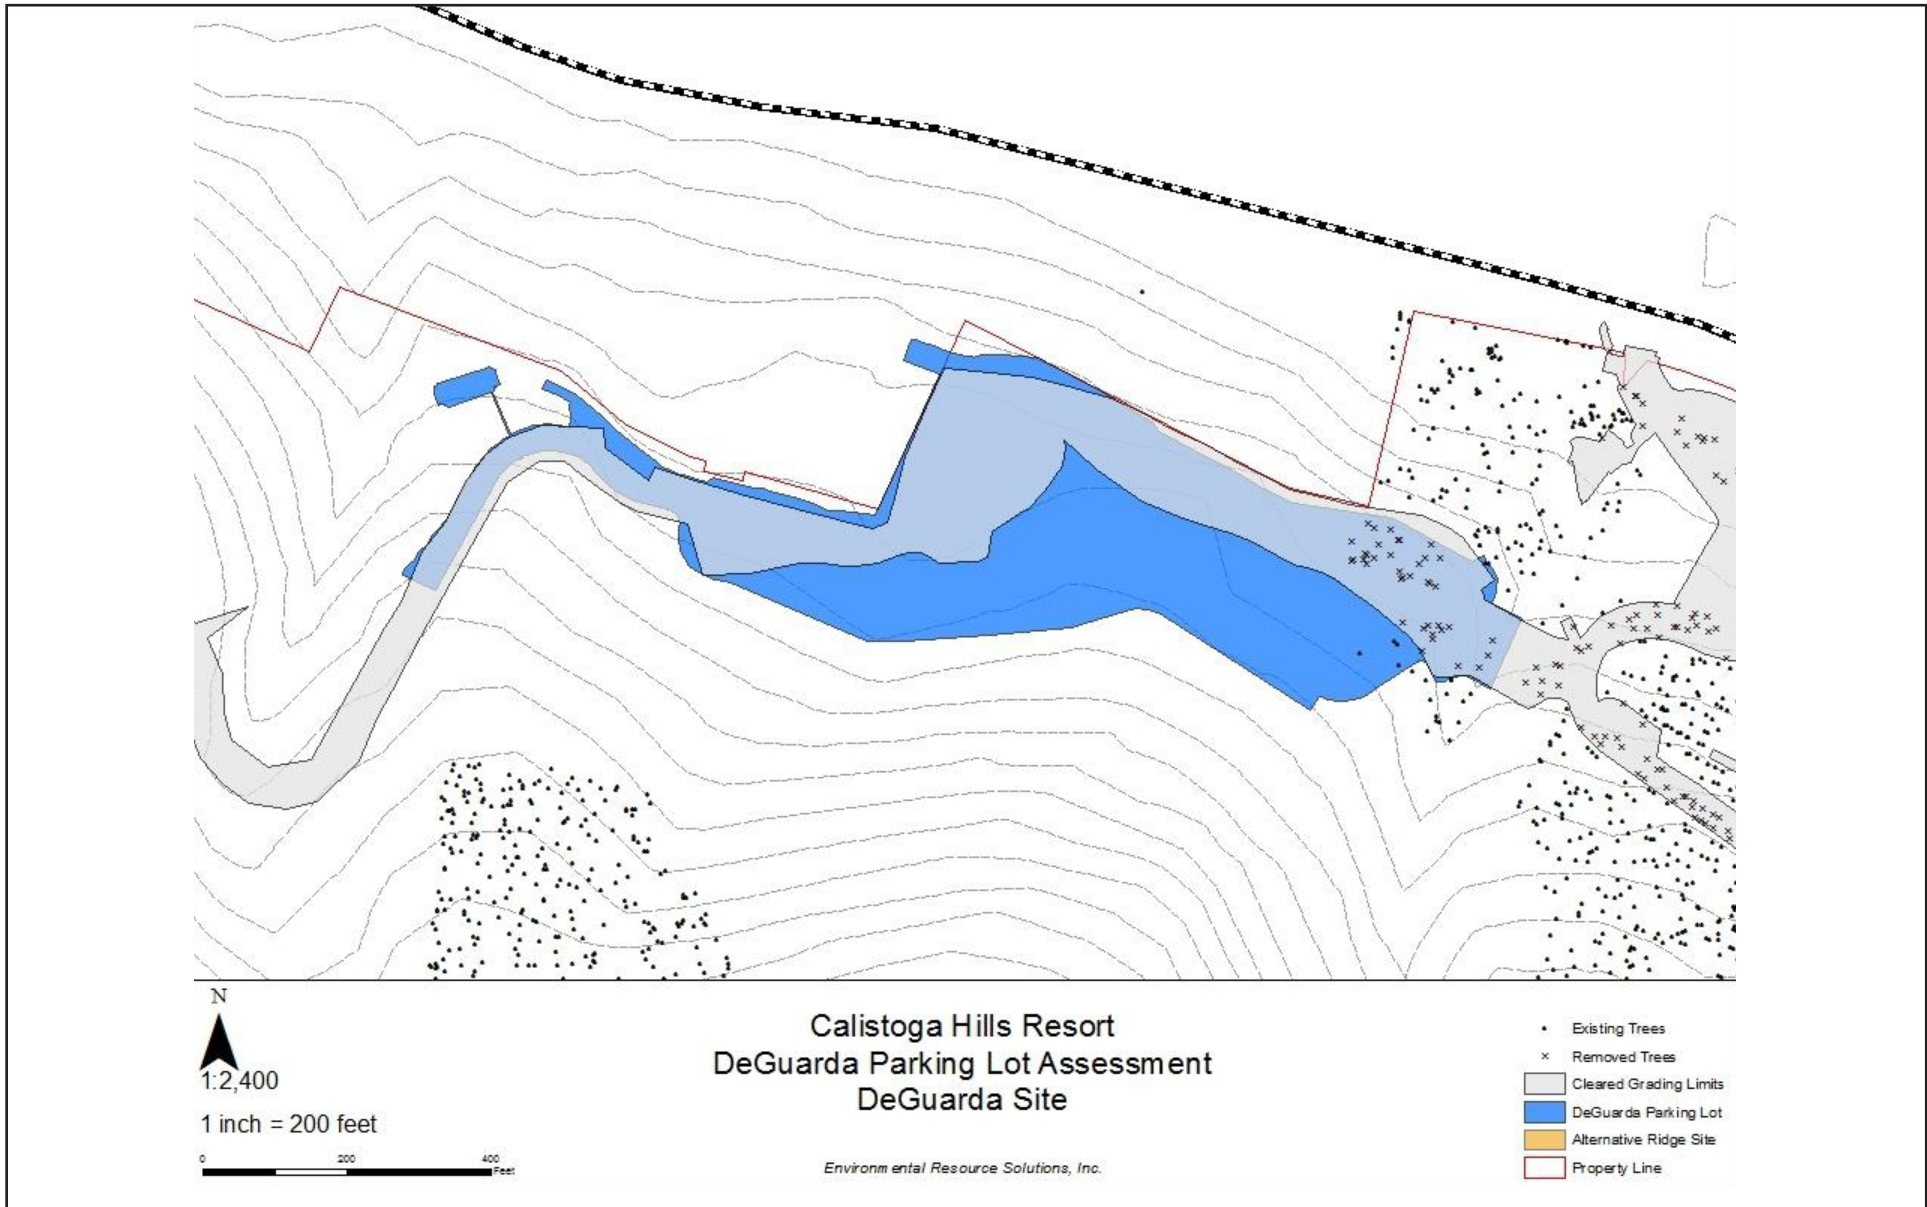 N
1:2,400
1 inch = 200 feet
0 200 400
Feet
Calistoga Hills Resort
DeGuarda Parking Lot Assessment
DeGuarda Site
Environmental Resource Solutions, Inc.
Existing Trees
Removed Trees
Cleared Grading Limits
DeGuarda Parking Lot
Alternative Ridge Site
Property Line